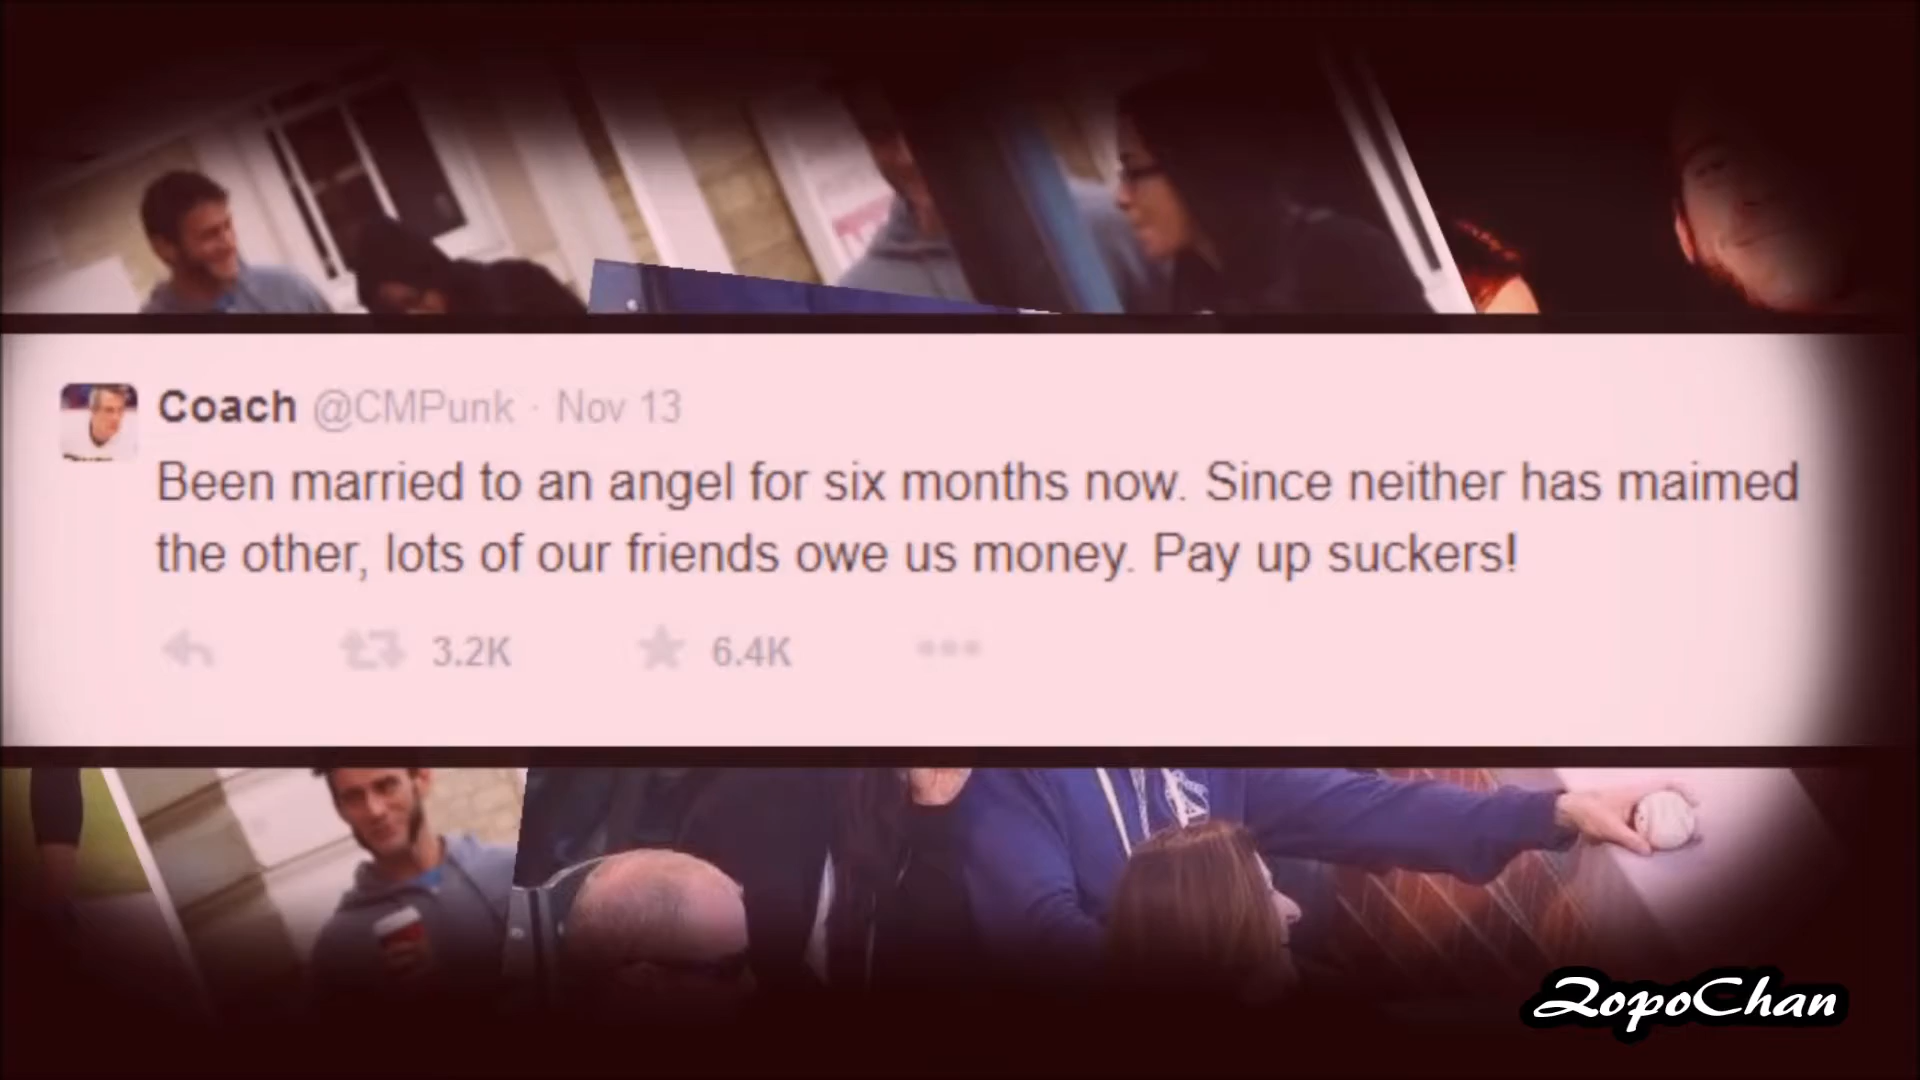 Coach @CMPunk · Nov 13
Been married to an angel for six months now. Since neither has maimed
the other, lots of our friends owe us money. Pay up suckers!
3.2K 6.4K
ZopoChan